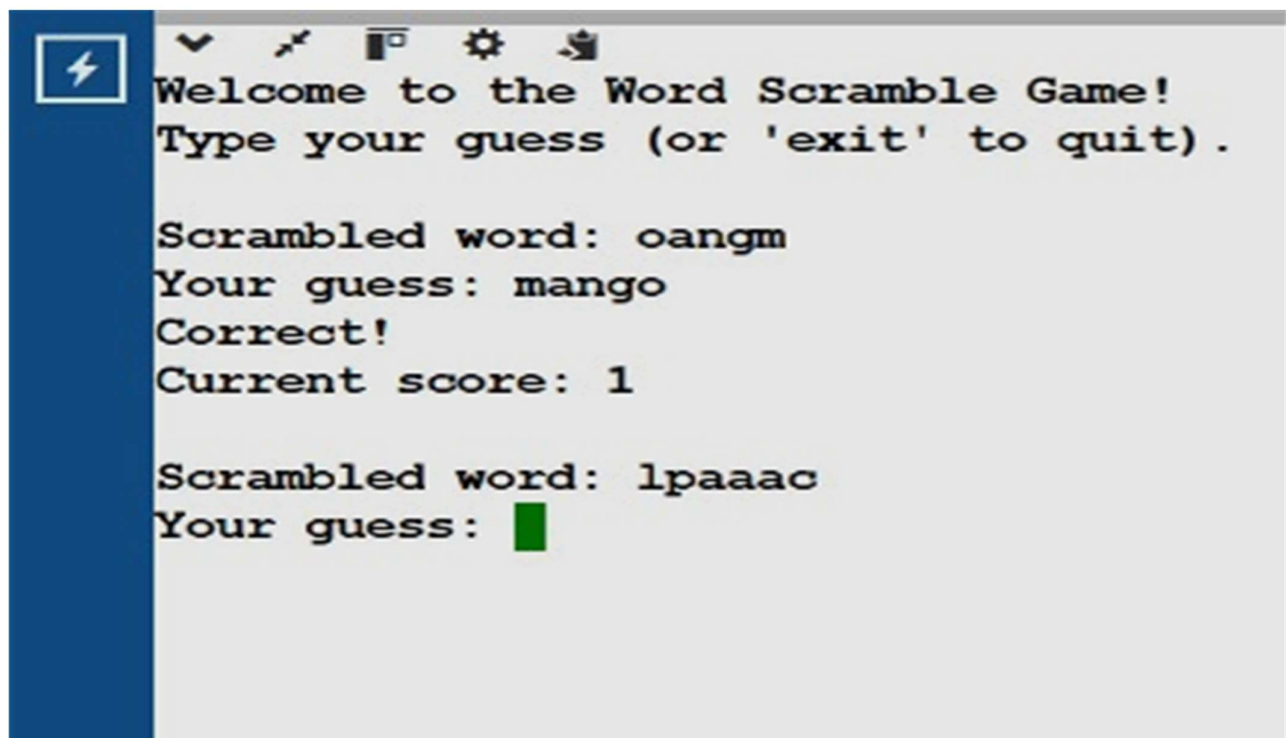 Welcome to the Word Scramble Game!
Type your guess (or 'exit' to quit).
Scrambled word: oangm
Your guess: mango
Correct!
Current score: 1
Scrambled word: lpaaac
Your guess: